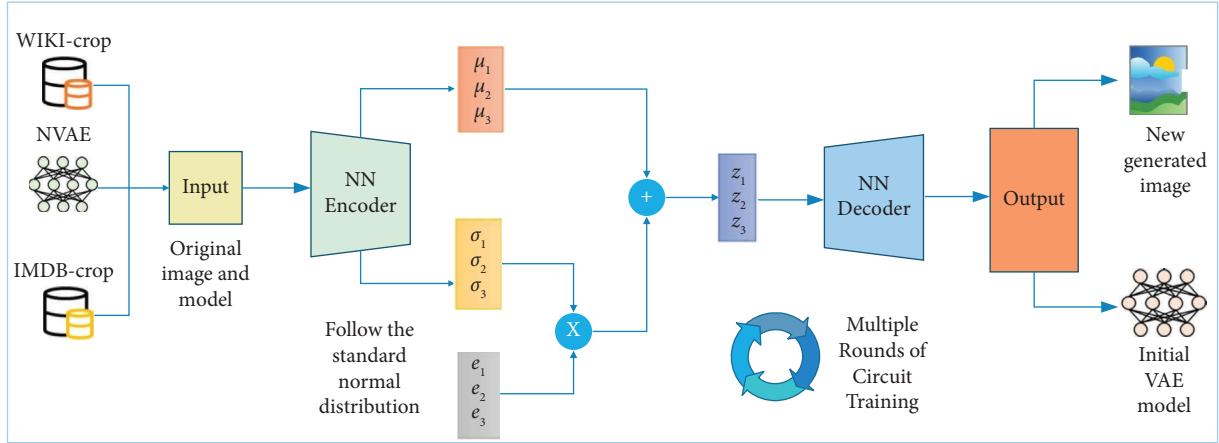 WIKI-crop
NVAE
IMDB-crop
Input
Original
image and
model
NN
Encoder
μ₁
μ₂
μ₃
σ₁
σ₂
σ₃
Follow the
standard
normal
distribution
e₁
e₂
e₃
X
+
z₁
z₂
z₃
NN
Decoder
Multiple
Rounds of
Circuit
Training
Output
New
generated
image
Initial
VAE
model